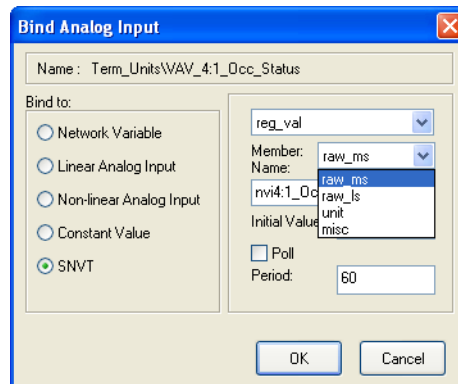 Bind Analog Input
Name : Term_Units\VAV_4:1_Occ_Status
Bind to:
Network Variable
Linear Analog Input
Non-linear Analog Input
Constant Value
SNVT
reg_val
Member: raw_ms
Name:
raw_ms
raw_ls
unit
misc
nvi4:1_Oc
Initial Value
Poll
Period: 60
OK
Cancel